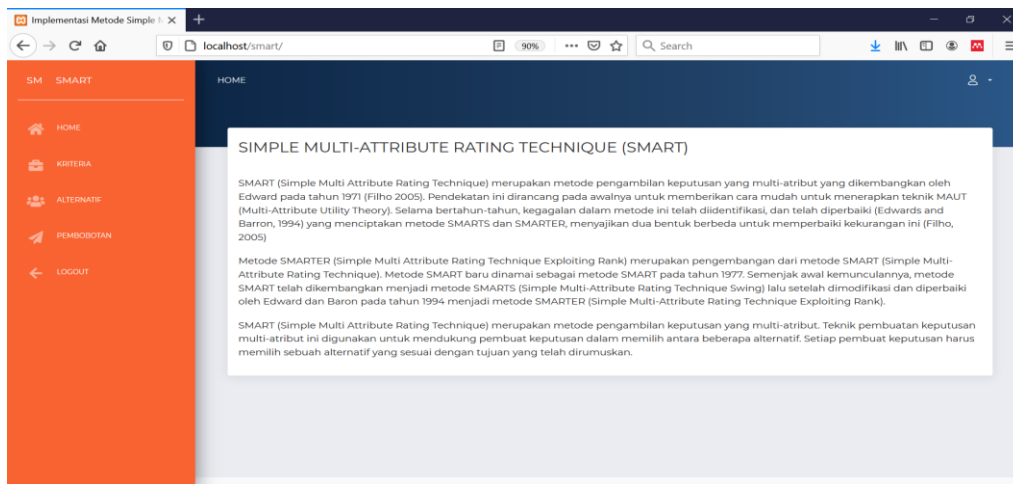 Implementasi Metode Simple
localhost/smart/
90%
Search
SM SMART
HOME
HOME
KRITERIA
ALTERNATIF
PEMBOBOTAN
LOGOUT
SIMPLE MULTI-ATTRIBUTE RATING TECHNIQUE (SMART)
SMART (Simple Multi Attribute Rating Technique) merupakan metode pengambilan keputusan yang multi-atribut yang dikembangkan oleh
Edward pada tahun 1971 (Filho 2005). Pendekatan ini dirancang pada awalnya untuk memberikan cara mudah untuk menerapkan teknik MAUT
(Multi-Attribute Utility Theory). Selama bertahun-tahun, kegagalan dalam metode ini telah diidentifikasi, dan telah diperbaiki (Edwards and
Barron, 1994) yang menciptakan metode SMARTS dan SMARTER, menyajikan dua bentuk berbeda untuk memperbaiki kekurangan ini (Filho,
2005)
Metode SMARTER (Simple Multi Attribute Rating Technique Exploiting Rank) merupakan pengembangan dari metode SMART (Simple Multi-
Attribute Rating Technique). Metode SMART baru dinamai sebagai metode SMART pada tahun 1977. Semenjak awal kemunculannya, metode
SMART telah dikembangkan menjadi metode SMARTS (Simple Multi-Attribute Rating Technique Swing) lalu setelah dimodifikasi dan diperbaiki
oleh Edward dan Baron pada tahun 1994 menjadi metode SMARTER (Simple Multi-Attribute Rating Technique Exploiting Rank).
SMART (Simple Multi Attribute Rating Technique) merupakan metode pengambilan keputusan yang multi-atribut. Teknik pembuatan keputusan
multi-atribut ini digunakan untuk mendukung pembuat keputusan dalam memilih antara beberapa alternatif. Setiap pembuat keputusan harus
memilih sebuah alternatif yang sesuai dengan tujuan yang telah dirumuskan.